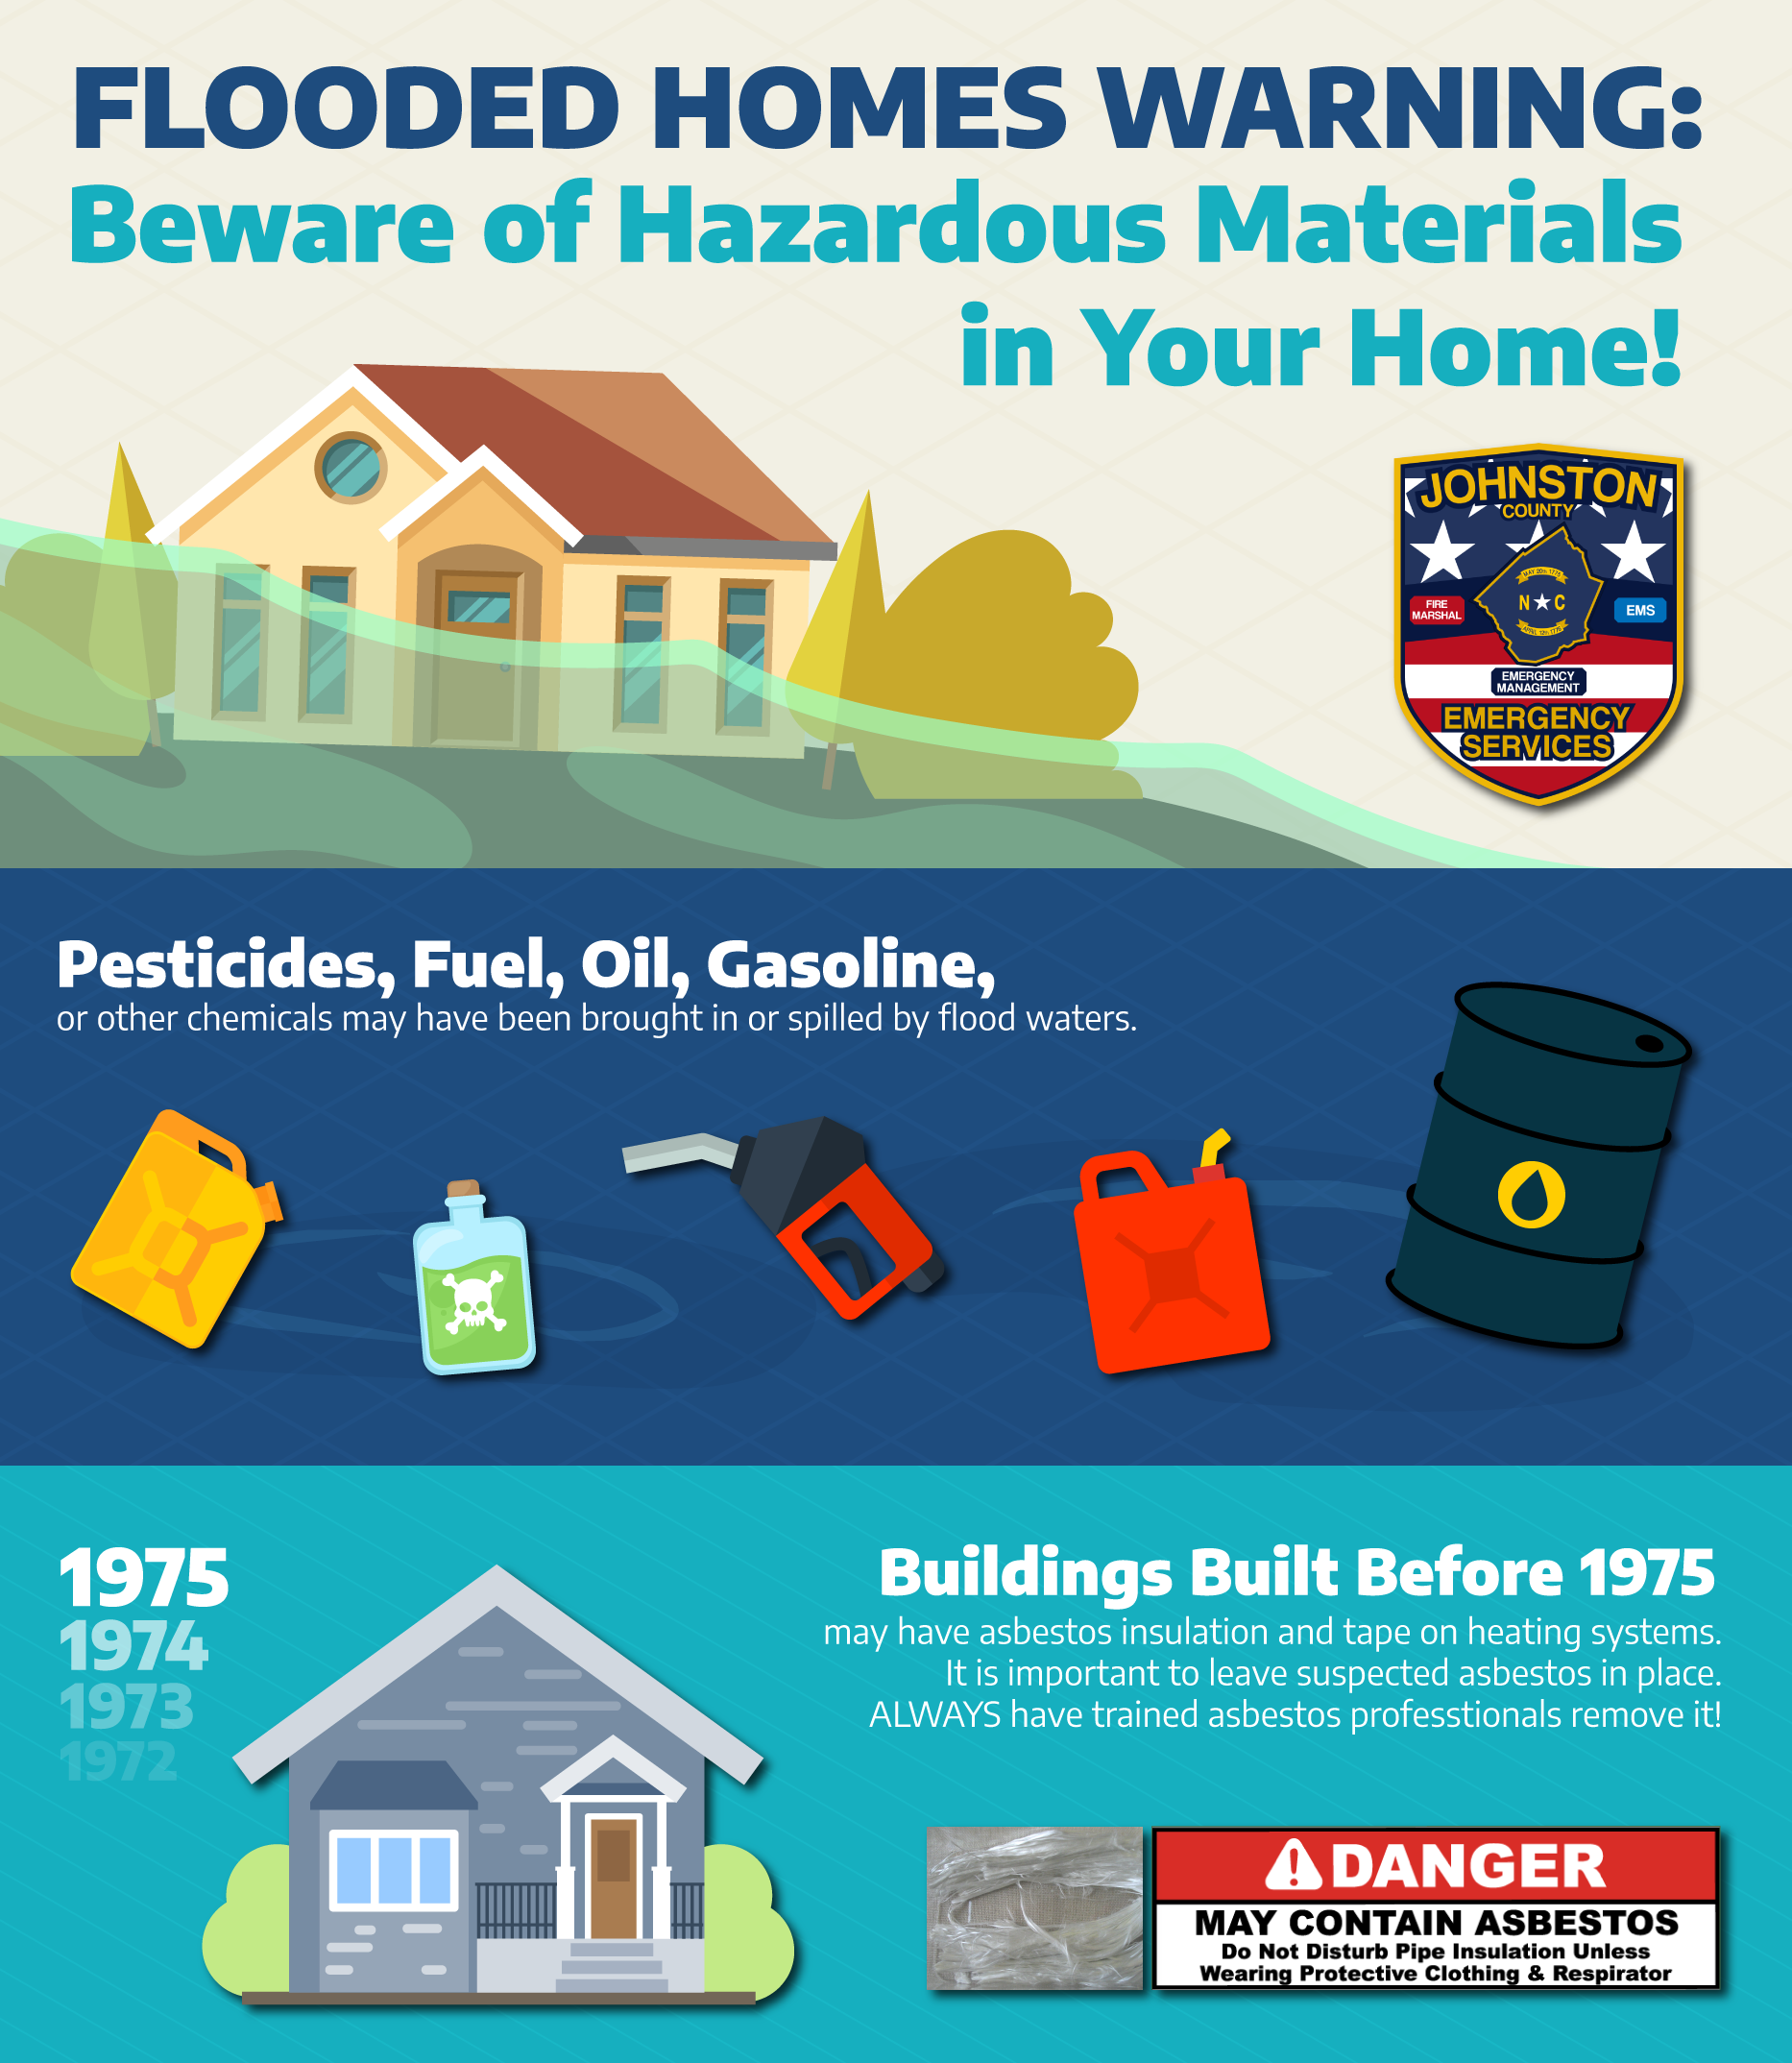 FLOODED HOMES WARNING:
Beware of Hazardous Materials
in Your Home!
JOHNSTON
COUNTY
MAY 20th 1775
N C
APRIL 12th 1776
FIRE
MARSHAL
EMS
EMERGENCY
MANAGEMENT
EMERGENCY
SERVICES
Pesticides, Fuel, Oil, Gasoline,
or other chemicals may have been brought in or spilled by flood waters.
1975
1974
1973
1972
Buildings Built Before 1975
may have asbestos insulation and tape on heating systems.
It is important to leave suspected asbestos in place.
ALWAYS have trained asbestos professtionals remove it!
DANGER
MAY CONTAIN ASBESTOS
Do Not Disturb Pipe Insulation Unless
Wearing Protective Clothing & Respirator